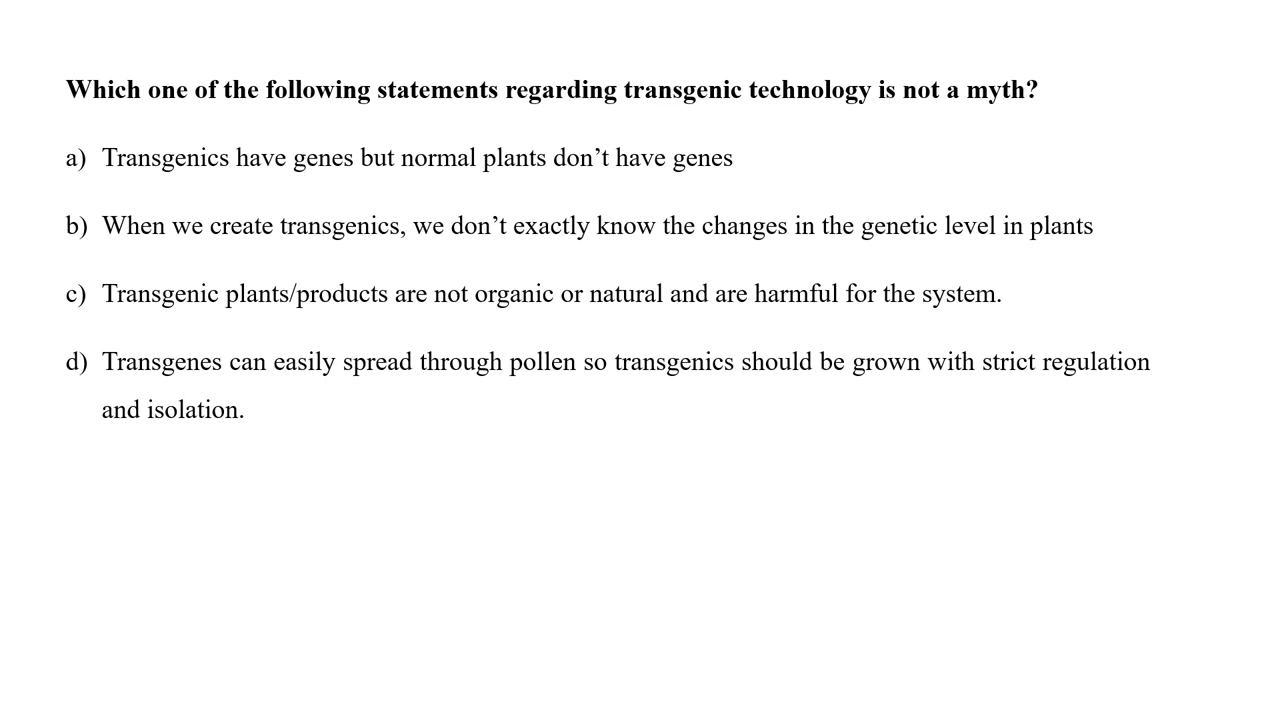 Which one of the following statements regarding transgenic technology is not a myth?
a) Transgenics have genes but normal plants don’t have genes
b) When we create transgenics, we don’t exactly know the changes in the genetic level in plants
c) Transgenic plants/products are not organic or natural and are harmful for the system.
d) Transgenes can easily spread through pollen so transgenics should be grown with strict regulation
and isolation.